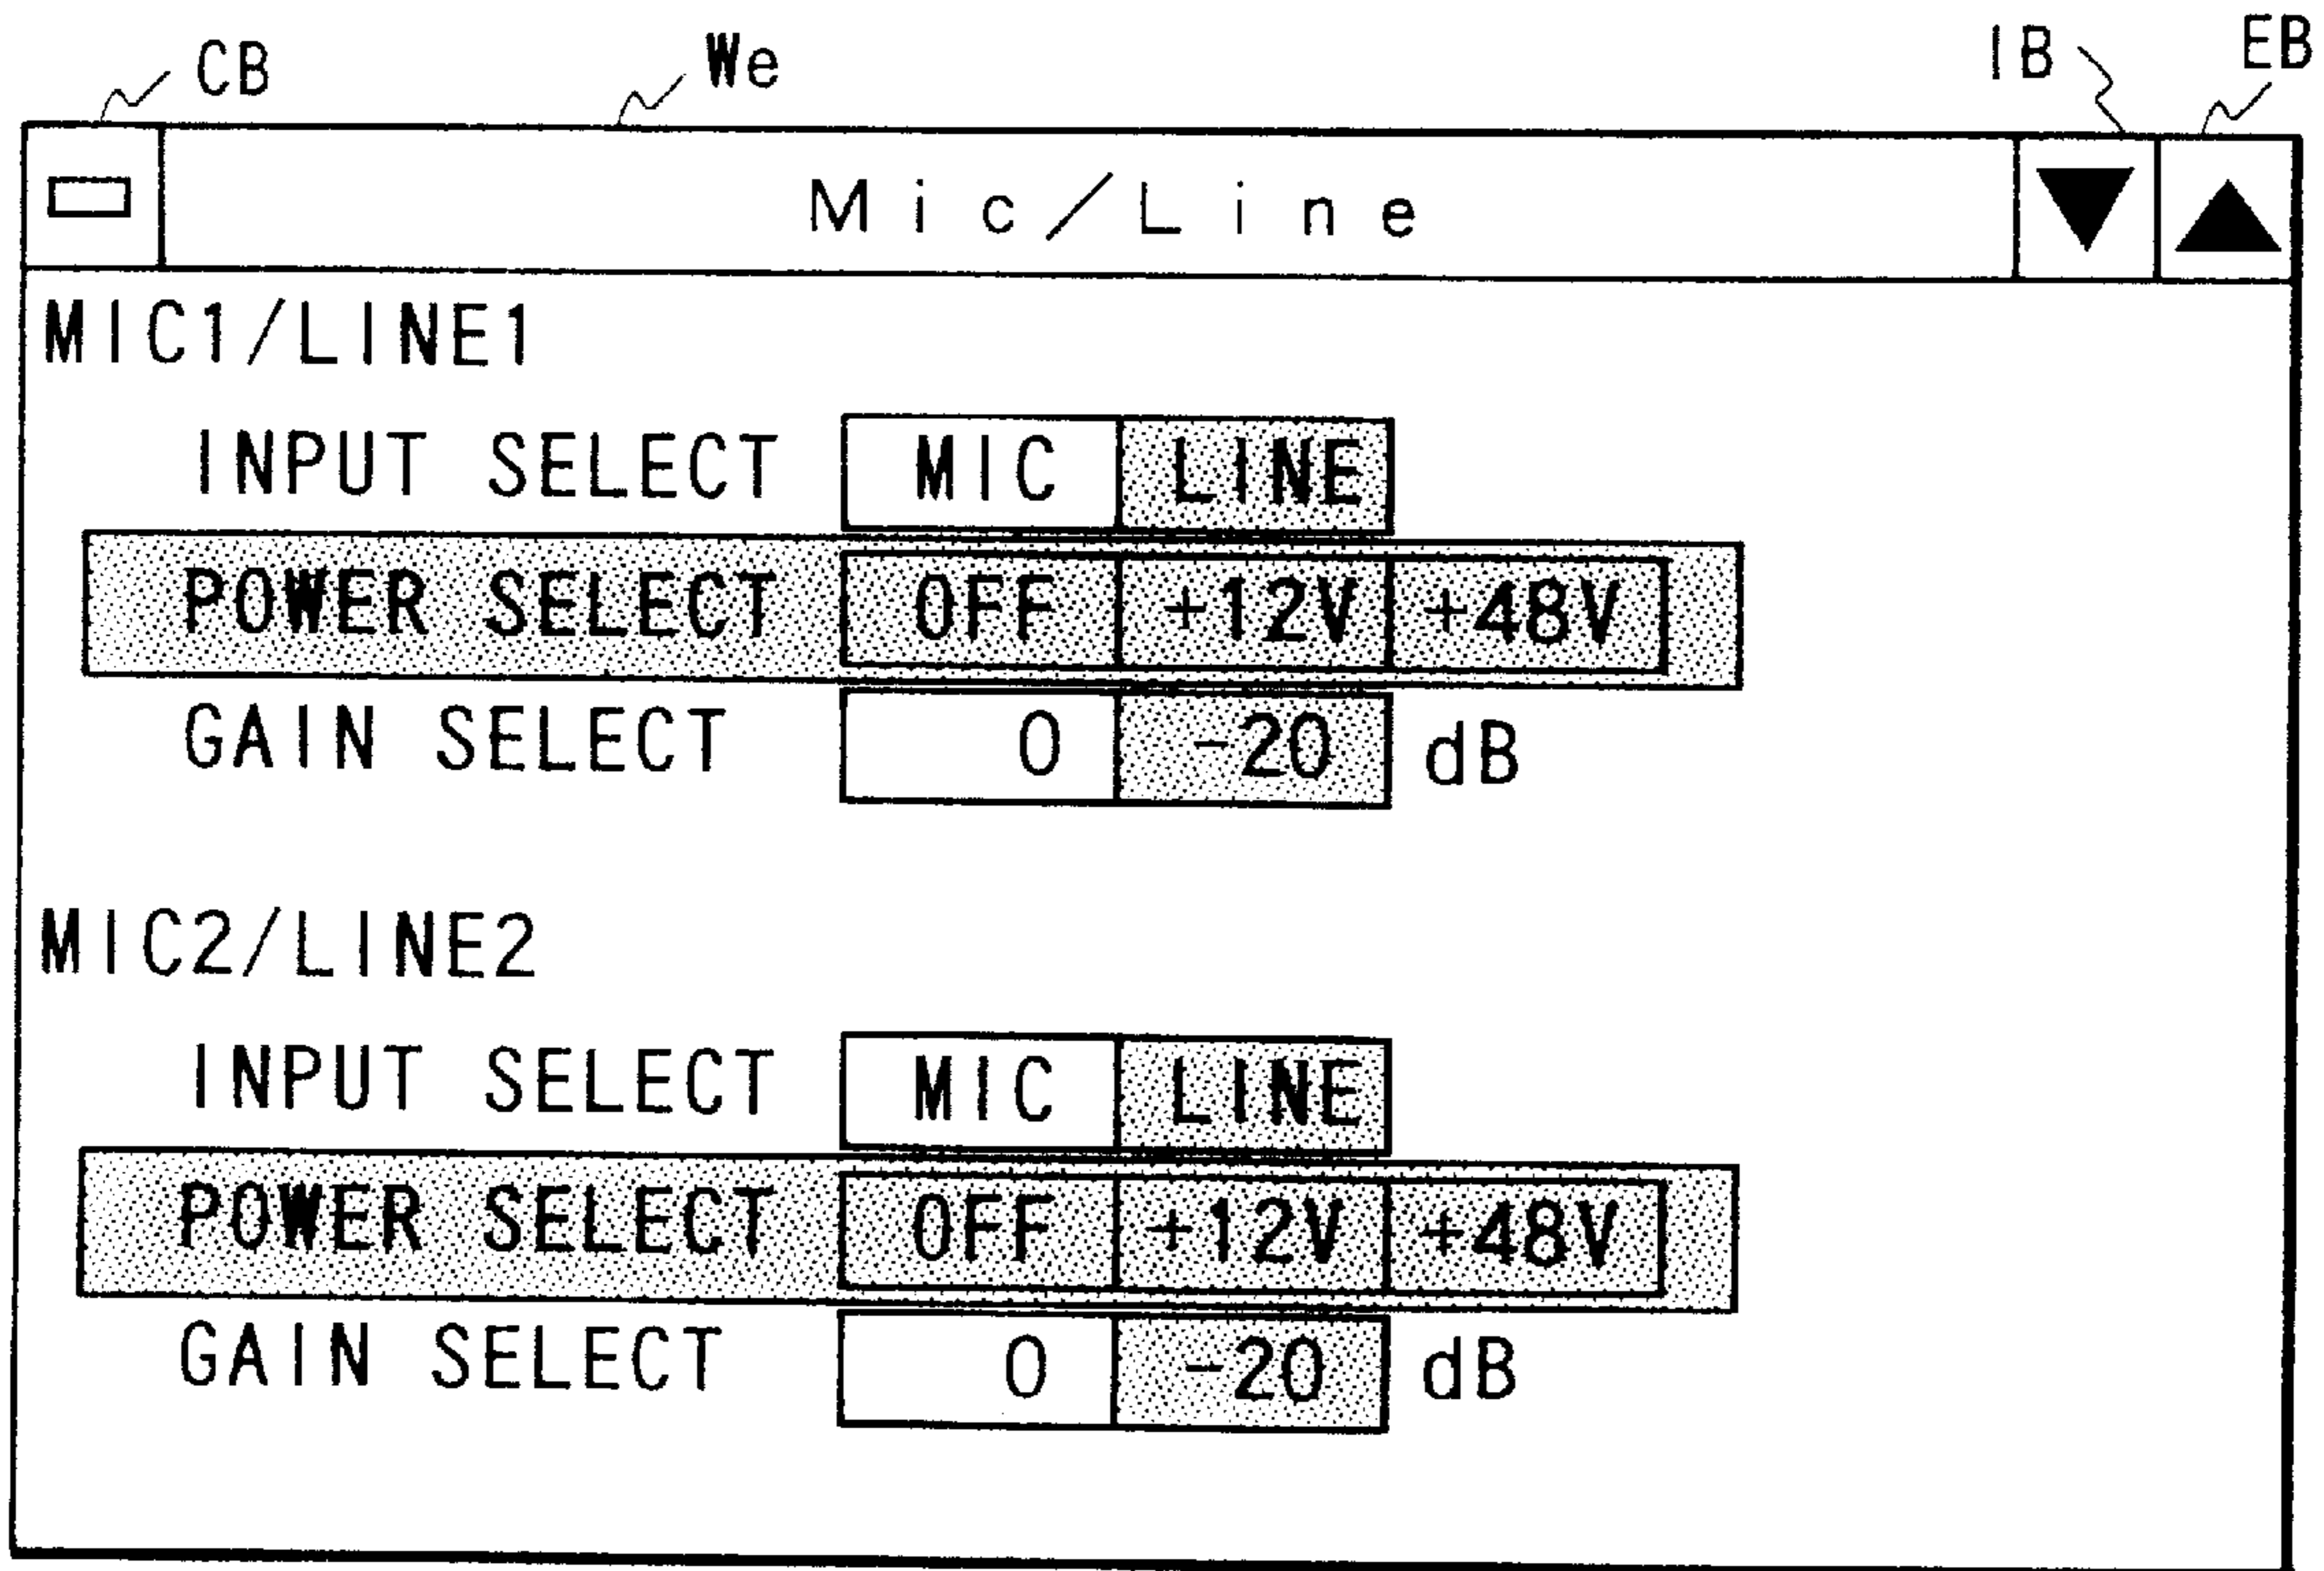 CB We IB EB
Mic/Line
MIC1/LINE1
INPUT SELECT MIC LINE
POWER SELECT OFF +12V +48V
GAIN SELECT 0 -20 dB
MIC2/LINE2
INPUT SELECT MIC LINE
POWER SELECT OFF +12V +48V
GAIN SELECT 0 -20 dB